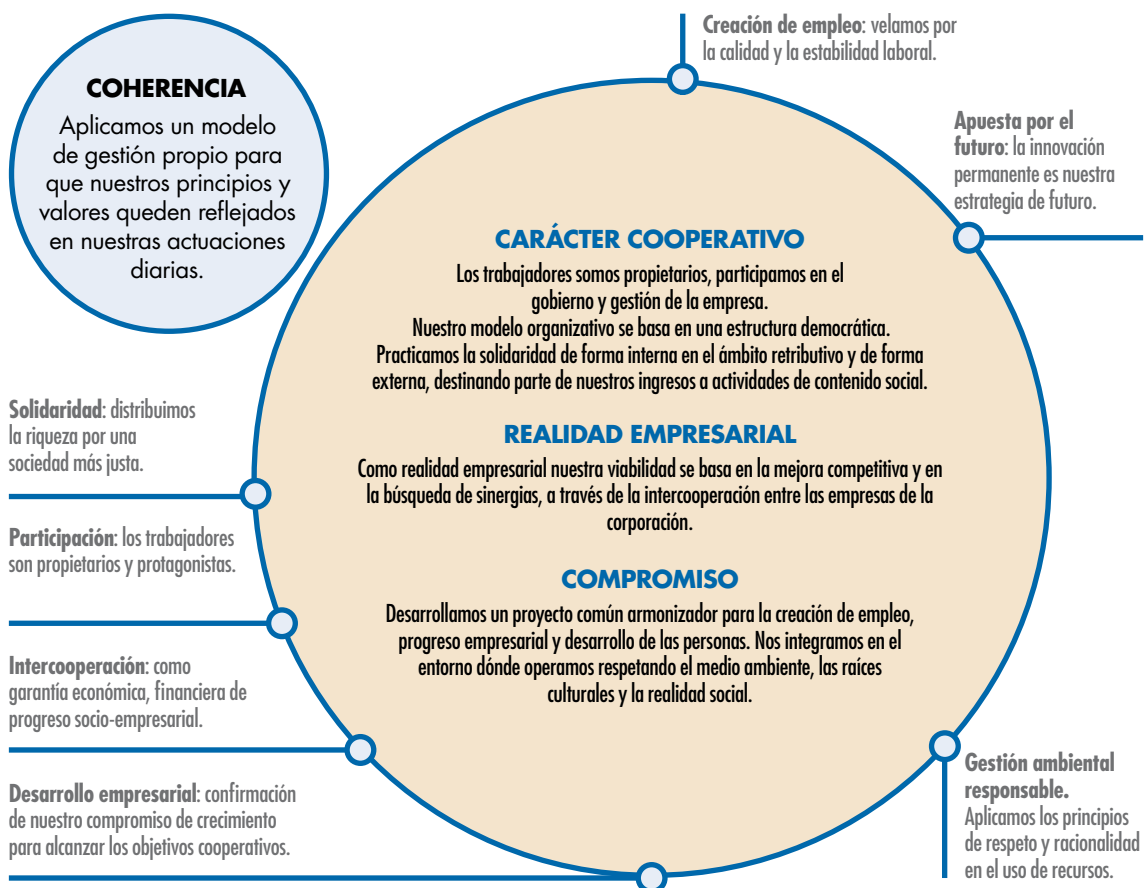 Creación de empleo: velamos por
la calidad y la estabilidad laboral.
COHERENCIA
Aplicamos un modelo
de gestión propio para
que nuestros principios y
valores queden reflejados
en nuestras actuaciones
diarias.
Apuesta por el
futuro: la innovación
permanente es nuestra
estrategia de futuro.
CARÁCTER COOPERATIVO
Los trabajadores somos propietarios, participamos en el
gobierno y gestión de la empresa.
Nuestro modelo organizativo se basa en una estructura democrática.
Practicamos la solidaridad de forma interna en el ámbito retributivo y de forma
externa, destinando parte de nuestros ingresos a actividades de contenido social.
REALIDAD EMPRESARIAL
Como realidad empresarial nuestra viabilidad se basa en la mejora competitiva y en
la búsqueda de sinergias, a través de la intercooperación entre las empresas de la
corporación.
COMPROMISO
Desarrollamos un proyecto común armonizador para la creación de empleo,
progreso empresarial y desarrollo de las personas. Nos integramos en el
entorno dónde operamos respetando el medio ambiente, las raíces
culturales y la realidad social.
Solidaridad: distribuimos
la riqueza por una
sociedad más justa.
Participación: los trabajadores
son propietarios y protagonistas.
Intercooperación: como
garantía económica, financiera de
progreso socio-empresarial.
Desarrollo empresarial: confirmación
de nuestro compromiso de crecimiento
para alcanzar los objetivos cooperativos.
Gestión ambiental
responsable.
Aplicamos los principios
de respeto y racionalidad
en el uso de recursos.